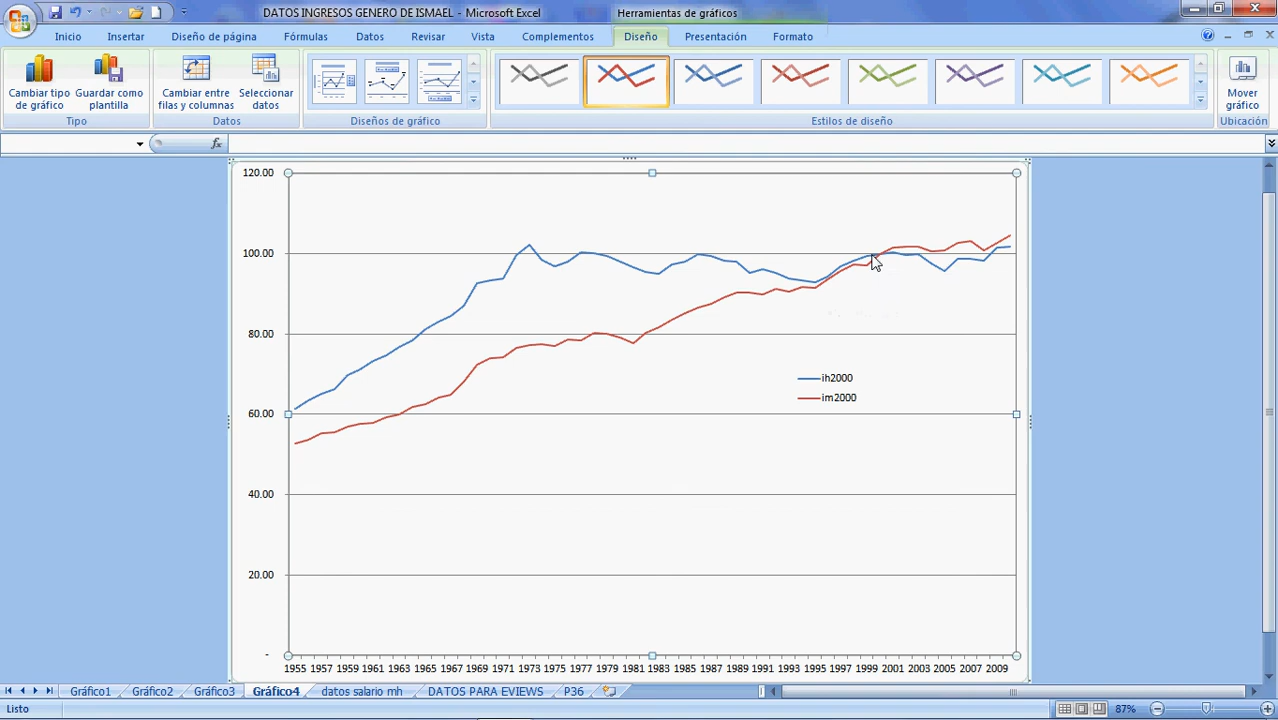 DATOS INGRESOS GENERO DE ISMAEL - Microsoft Excel
Herramientas de gráficos
Inicio
Insertar
Diseño de página
Fórmulas
Datos
Revisar
Vista
Complementos
Diseño
Presentación
Formato
Cambiar tipo
de gráfico
Guardar como
plantilla
Cambiar entre
filas y columnas
Seleccionar
datos
Mover
gráfico
Tipo
Datos
Diseños de gráfico
Estilos de diseño
Ubicación
fx
120.00
100.00
80.00
60.00
40.00
20.00
-
ih2000
im2000
1955 1957 1959 1961 1963 1965 1967 1969 1971 1973 1975 1977 1979 1981 1983 1985 1987 1989 1991 1993 1995 1997 1999 2001 2003 2005 2007 2009
Gráfico1
Gráfico2
Gráfico3
Gráfico4
datos salario mh
DATOS PARA EVIEWS
P36
Listo
87%